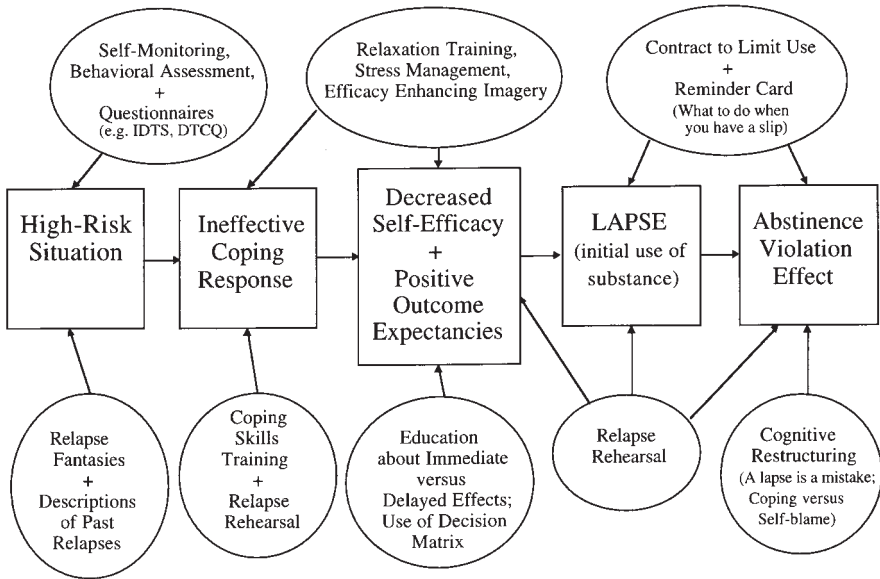 Self-Monitoring,
Behavioral Assessment,
+
Questionnaires
(e.g. IDTS, DTCQ)
Relaxation Training,
Stress Management,
Efficacy Enhancing Imagery
Contract to Limit Use
+
Reminder Card
(What to do when
you have a slip)
High-Risk
Situation
Ineffective
Coping
Response
Decreased
Self-Efficacy
+
Positive
Outcome
Expectancies
LAPSE
(initial use of
substance)
Abstinence
Violation
Effect
Relapse
Fantasies
+
Descriptions
of Past
Relapses
Coping
Skills
Training
+
Relapse
Rehearsal
Education
about Immediate
versus
Delayed Effects;
Use of Decision
Matrix
Relapse
Rehearsal
Cognitive
Restructuring
(A lapse is a mistake;
Coping versus
Self-blame)